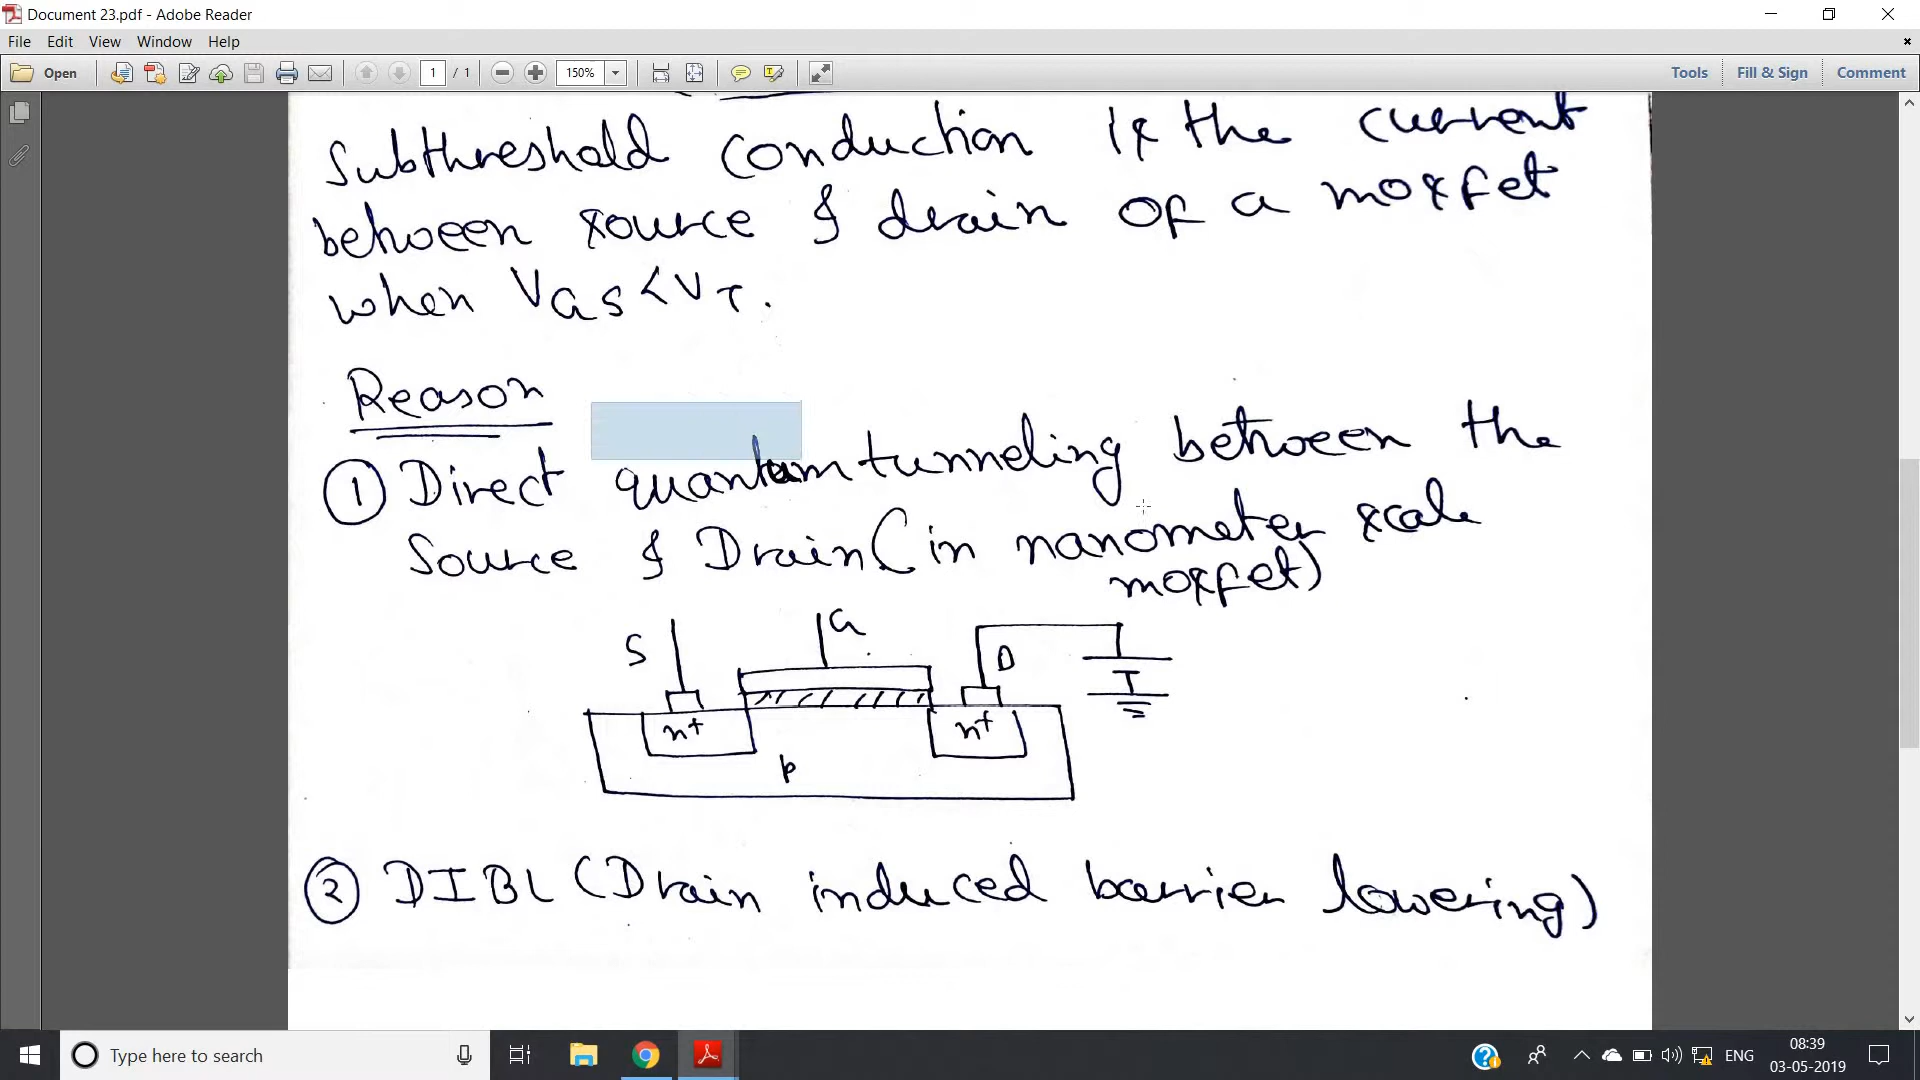 Document 23.pdf - Adobe Reader
File Edit View Window Help
Open 1 / 1 150% Tools Fill & Sign Comment
Subthreshold conduction is the current
between source & drain of a mosfet
when VGS<VT.
Reason
① Direct quantum tunneling between the
Source & Drain (in nanometer scale
mosfet)
S G D
n+ n+
p
② DIBL (Drain induced barrier lowering)
Type here to search
ENG
08:39
03-05-2019